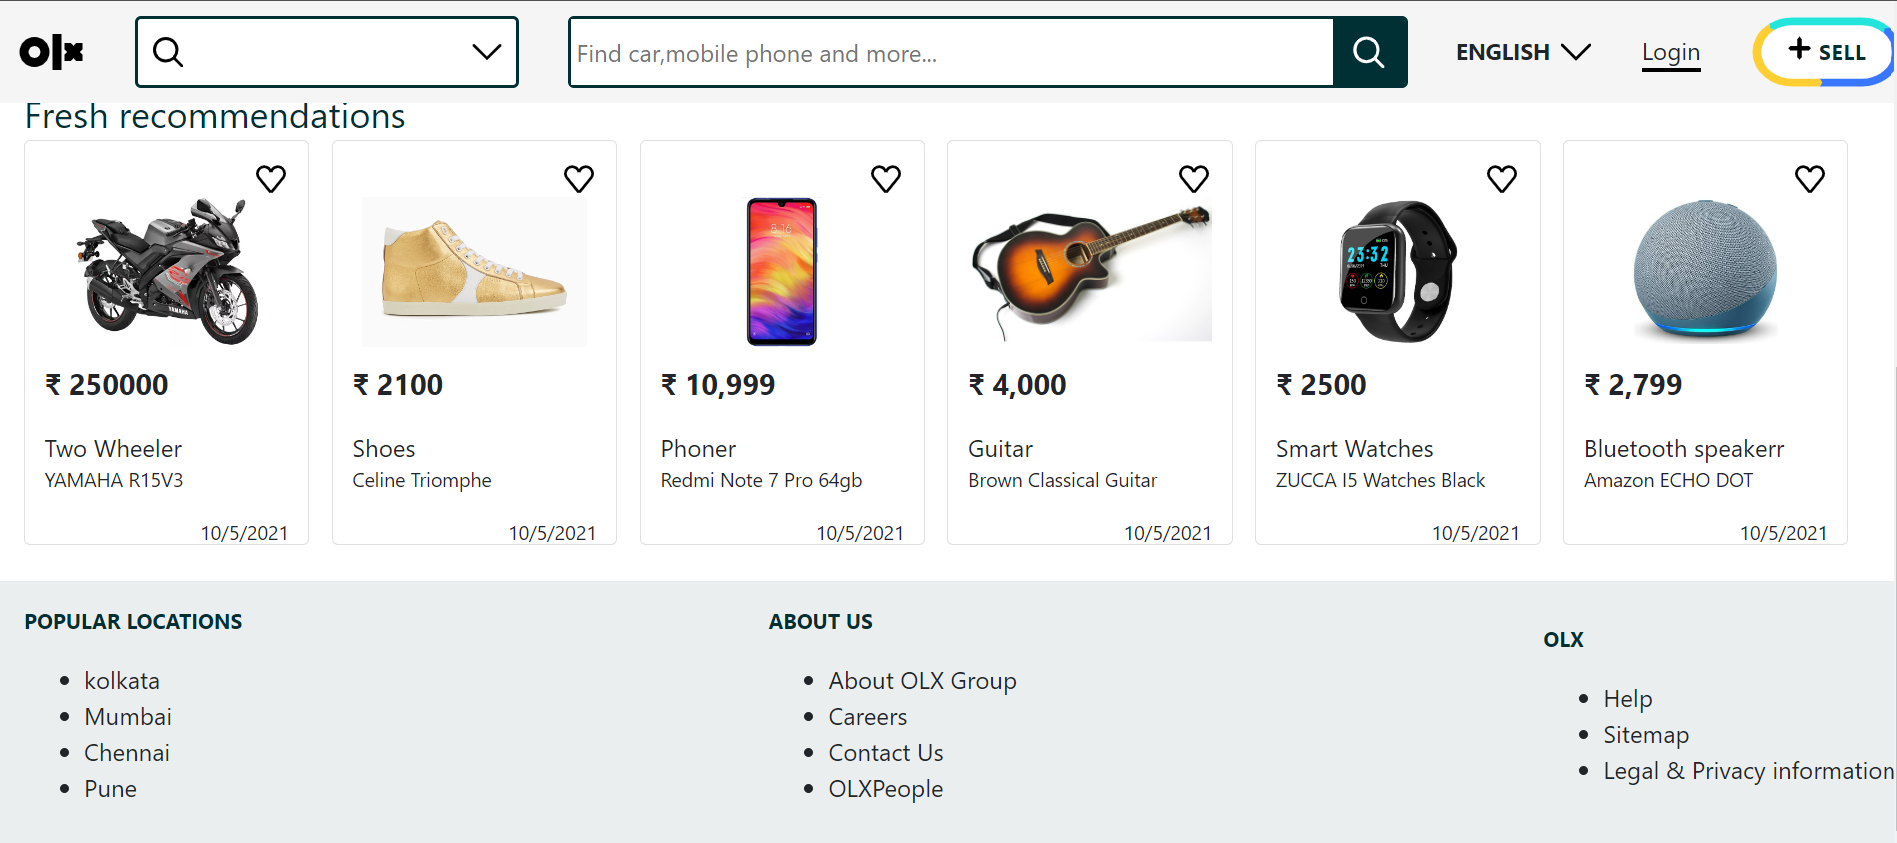 olx
Find car,mobile phone and more...
ENGLISH
Login
+ SELL
Fresh recommendations
₹ 250000
Two Wheeler
YAMAHA R15V3
10/5/2021
₹ 2100
Shoes
Celine Triomphe
10/5/2021
8:16
₹ 10,999
Phoner
Redmi Note 7 Pro 64gb
10/5/2021
₹ 4,000
Guitar
Brown Classical Guitar
10/5/2021
23:32
₹ 2500
Smart Watches
ZUCCA I5 Watches Black
10/5/2021
₹ 2,799
Bluetooth speakerr
Amazon ECHO DOT
10/5/2021
POPULAR LOCATIONS
kolkata
Mumbai
Chennai
Pune
ABOUT US
About OLX Group
Careers
Contact Us
OLXPeople
OLX
Help
Sitemap
Legal & Privacy information